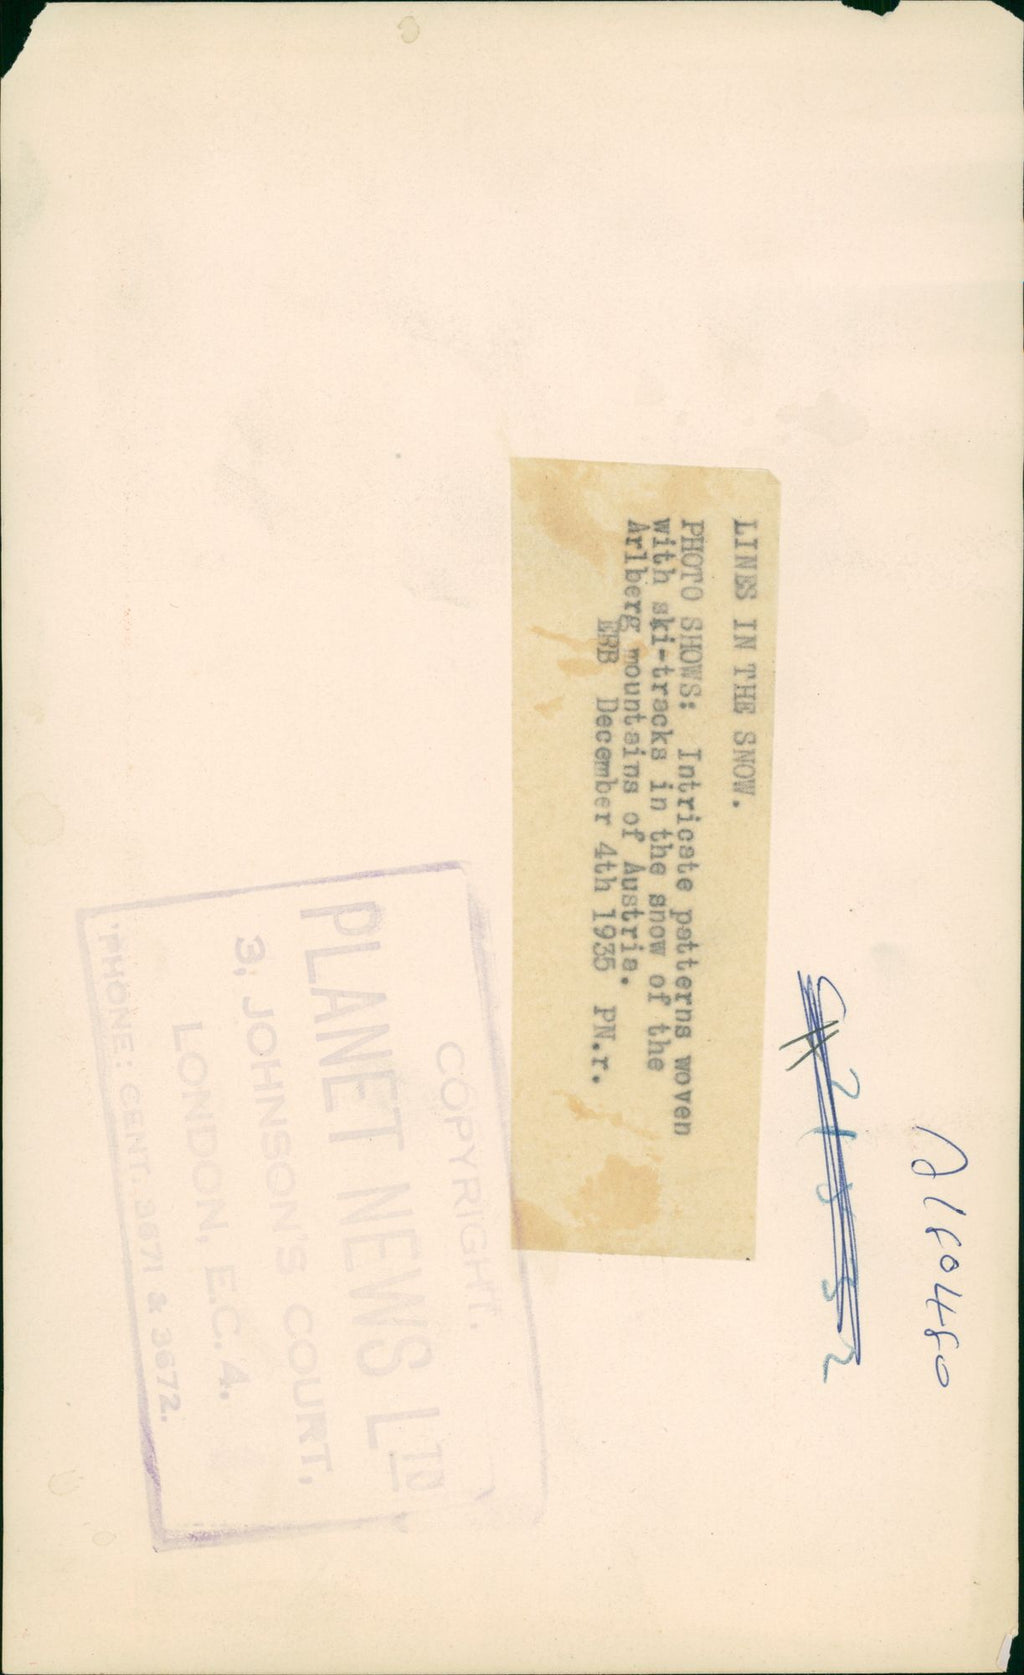 LINES IN THE SNOW.
PHOTO SHOWS: Intricate patterns woven
with ski-tracks in the snow of the
Arlberg mountains of Austria.
December 4th 1935 PN.r.
COPYRIGHT.
PLANET NEWS LTD
3, JOHNSON'S COURT,
LONDON, E.C.4.
'PHONE: CENT. 3671 & 3672.